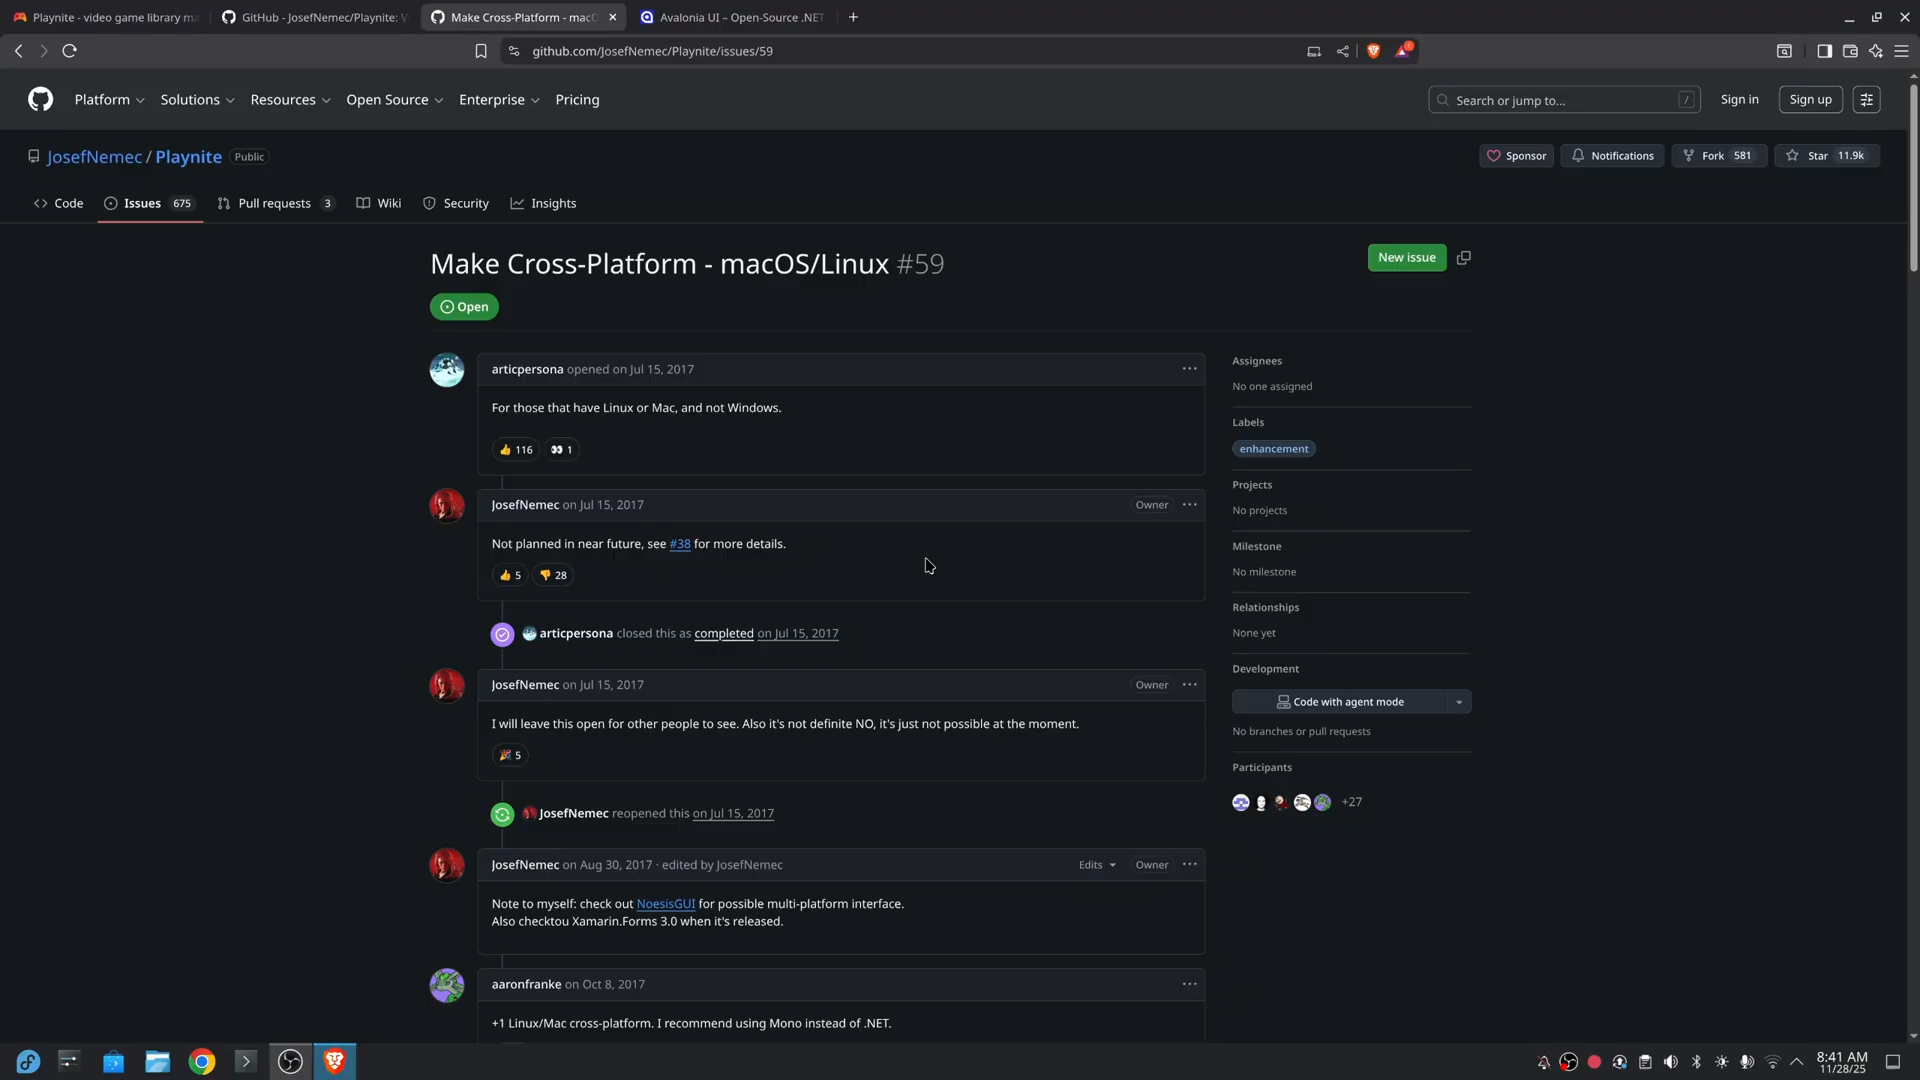 Playnite - video game library ma
GitHub - JosefNemec/Playnite: V
Make Cross-Platform - macO
Avalonia UI – Open-Source .NET
github.com/JosefNemec/Playnite/issues/59
Platform
Solutions
Resources
Open Source
Enterprise
Pricing
Search or jump to...
/
Sign in
Sign up
JosefNemec / Playnite Public
Sponsor
Notifications
Fork 581
Star 11.9k
Code
Issues 675
Pull requests 3
Wiki
Security
Insights
Make Cross-Platform - macOS/Linux #59
New issue
Open
articpersona opened on Jul 15, 2017
For those that have Linux or Mac, and not Windows.
116
1
JosefNemec on Jul 15, 2017
Owner
Not planned in near future, see #38 for more details.
5
28
articpersona closed this as completed on Jul 15, 2017
JosefNemec on Jul 15, 2017
Owner
I will leave this open for other people to see. Also it's not definite NO, it's just not possible at the moment.
5
JosefNemec reopened this on Jul 15, 2017
JosefNemec on Aug 30, 2017 · edited by JosefNemec
Edits
Owner
Note to myself: check out NoesisGUI for possible multi-platform interface.
Also checktou Xamarin.Forms 3.0 when it's released.
aaronfranke on Oct 8, 2017
+1 Linux/Mac cross-platform. I recommend using Mono instead of .NET.
Assignees
No one assigned
Labels
enhancement
Projects
No projects
Milestone
No milestone
Relationships
None yet
Development
Code with agent mode
No branches or pull requests
Participants
+27
8:41 AM
11/28/25